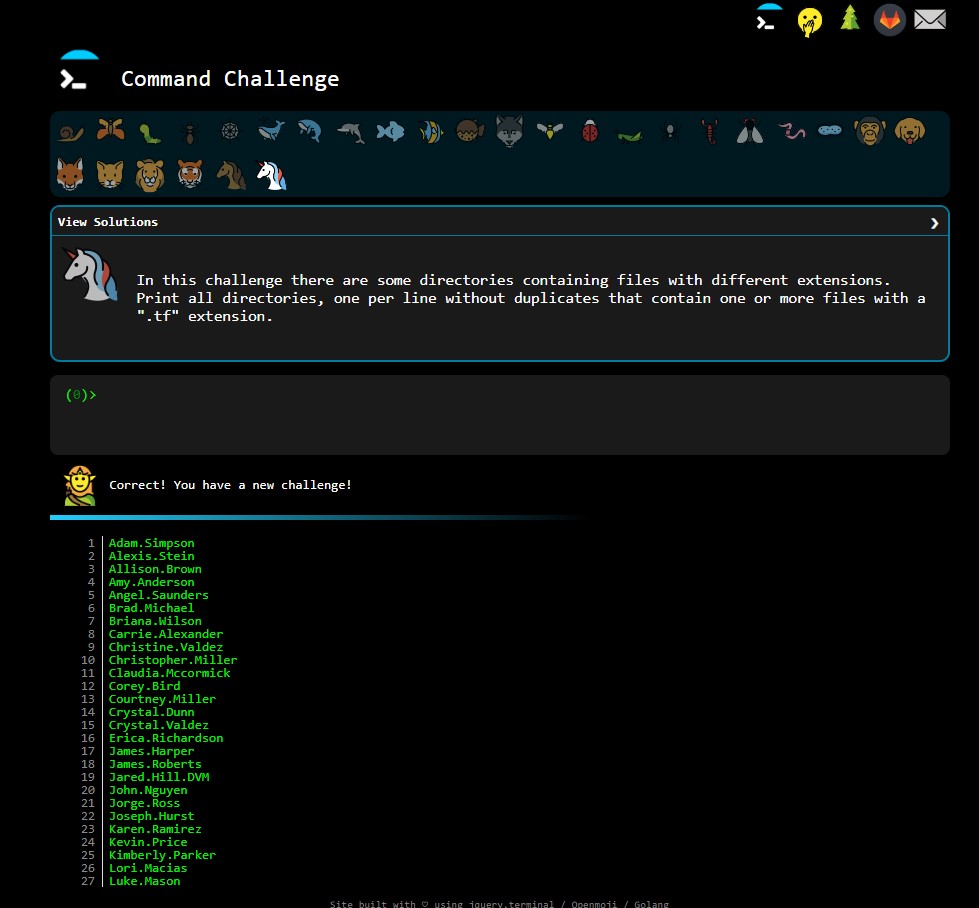 Command Challenge
View Solutions
In this challenge there are some directories containing files with different extensions.
Print all directories, one per line without duplicates that contain one or more files with a
".tf" extension.
(0)>
Correct! You have a new challenge!
1 Adam.Simpson
2 Alexis.Stein
3 Allison.Brown
4 Amy.Anderson
5 Angel.Saunders
6 Brad.Michael
7 Briana.Wilson
8 Carrie.Alexander
9 Christine.Valdez
10 Christopher.Miller
11 Claudia.Mccormick
12 Corey.Bird
13 Courtney.Miller
14 Crystal.Dunn
15 Crystal.Valdez
16 Erica.Richardson
17 James.Harper
18 James.Roberts
19 Jared.Hill.DVM
20 John.Nguyen
21 Jorge.Ross
22 Joseph.Hurst
23 Karen.Ramirez
24 Kevin.Price
25 Kimberly.Parker
26 Lori.Macias
27 Luke.Mason
Site built with ♡ using jquery.terminal / Openmoji / Golang